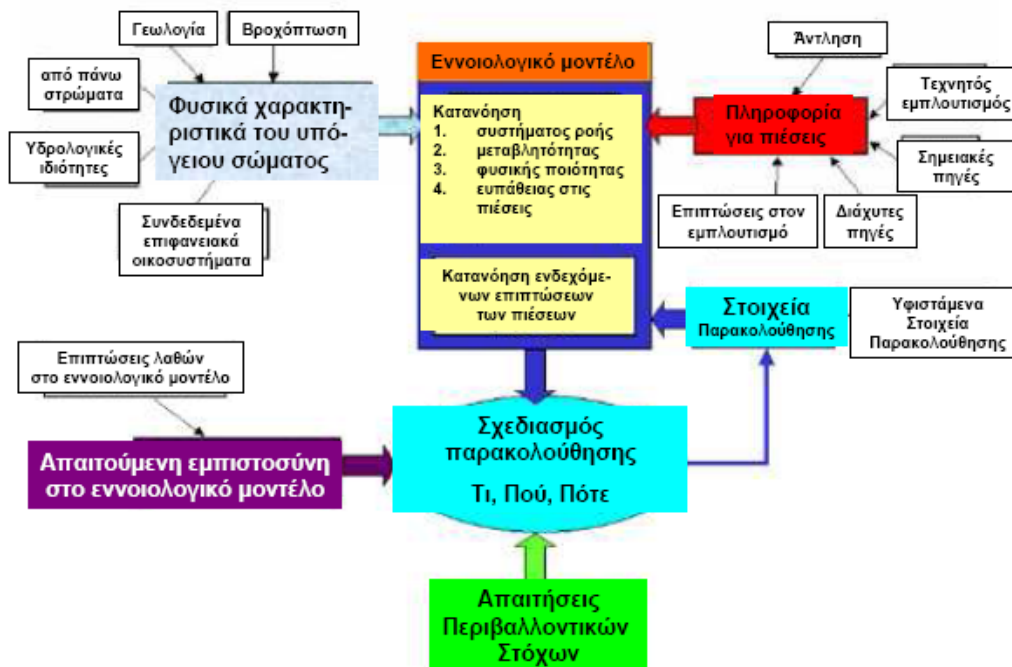 Γεωλογία
Βροχόπτωση
από πάνω
στρώματα
Υδρολογικές
ιδιότητες
Συνδεδεμένα
επιφανειακά
οικοσυστήματα
Φυσικά χαρακτη-
ριστικά του υπό-
γειου σώματος
Εννοιολογικό μοντέλο
Κατανόηση
1. συστήματος ροής
2. μεταβλητότητας
3. φυσικής ποιότητας
4. ευπάθειας στις
πιέσεις
Κατανόηση ενδεχόμε-
νων επιπτώσεων
των πιέσεων
Άντληση
Τεχνητός
εμπλουτισμός
Πληροφορία
για πιέσεις
Σημειακές
πηγές
Επιπτώσεις στον
εμπλουτισμό
Διάχυτες
πηγές
Στοιχεία
Παρακολούθησης
Υφιστάμενα
Στοιχεία
Παρακολούθησης
Επιπτώσεις λαθών
στο εννοιολογικό μοντέλο
Απαιτούμενη εμπιστοσύνη
στο εννοιολογικό μοντέλο
Σχεδιασμός
παρακολούθησης
Τι, Πού, Πότε
Απαιτήσεις
Περιβαλλοντικών
Στόχων